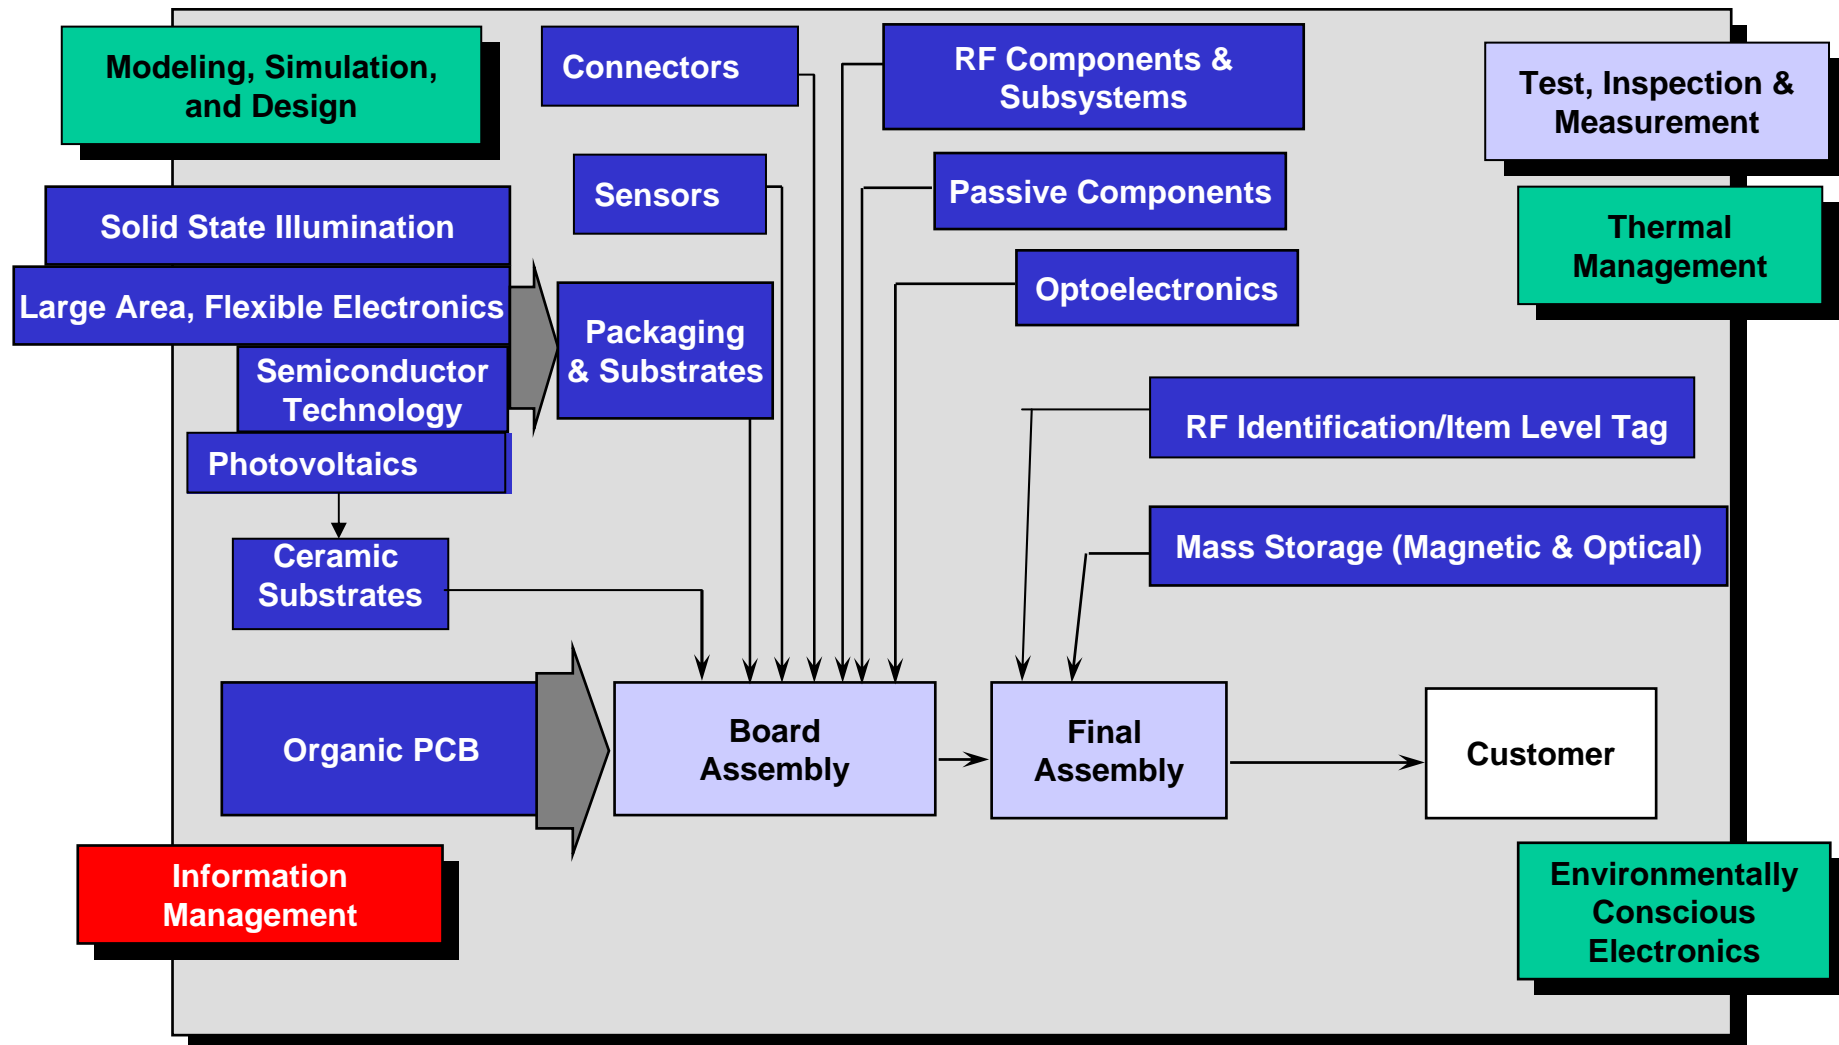 Modeling, Simulation,
and Design
Connectors
RF Components &
Subsystems
Test, Inspection &
Measurement
Sensors
Passive Components
Solid State Illumination
Thermal
Management
Large Area, Flexible Electronics
Optoelectronics
Packaging
& Substrates
Semiconductor
Technology
RF Identification/Item Level Tag
Photovoltaics
Mass Storage (Magnetic & Optical)
Ceramic
Substrates
Organic PCB
Board
Assembly
Final
Assembly
Customer
Information
Management
Environmentally
Conscious
Electronics